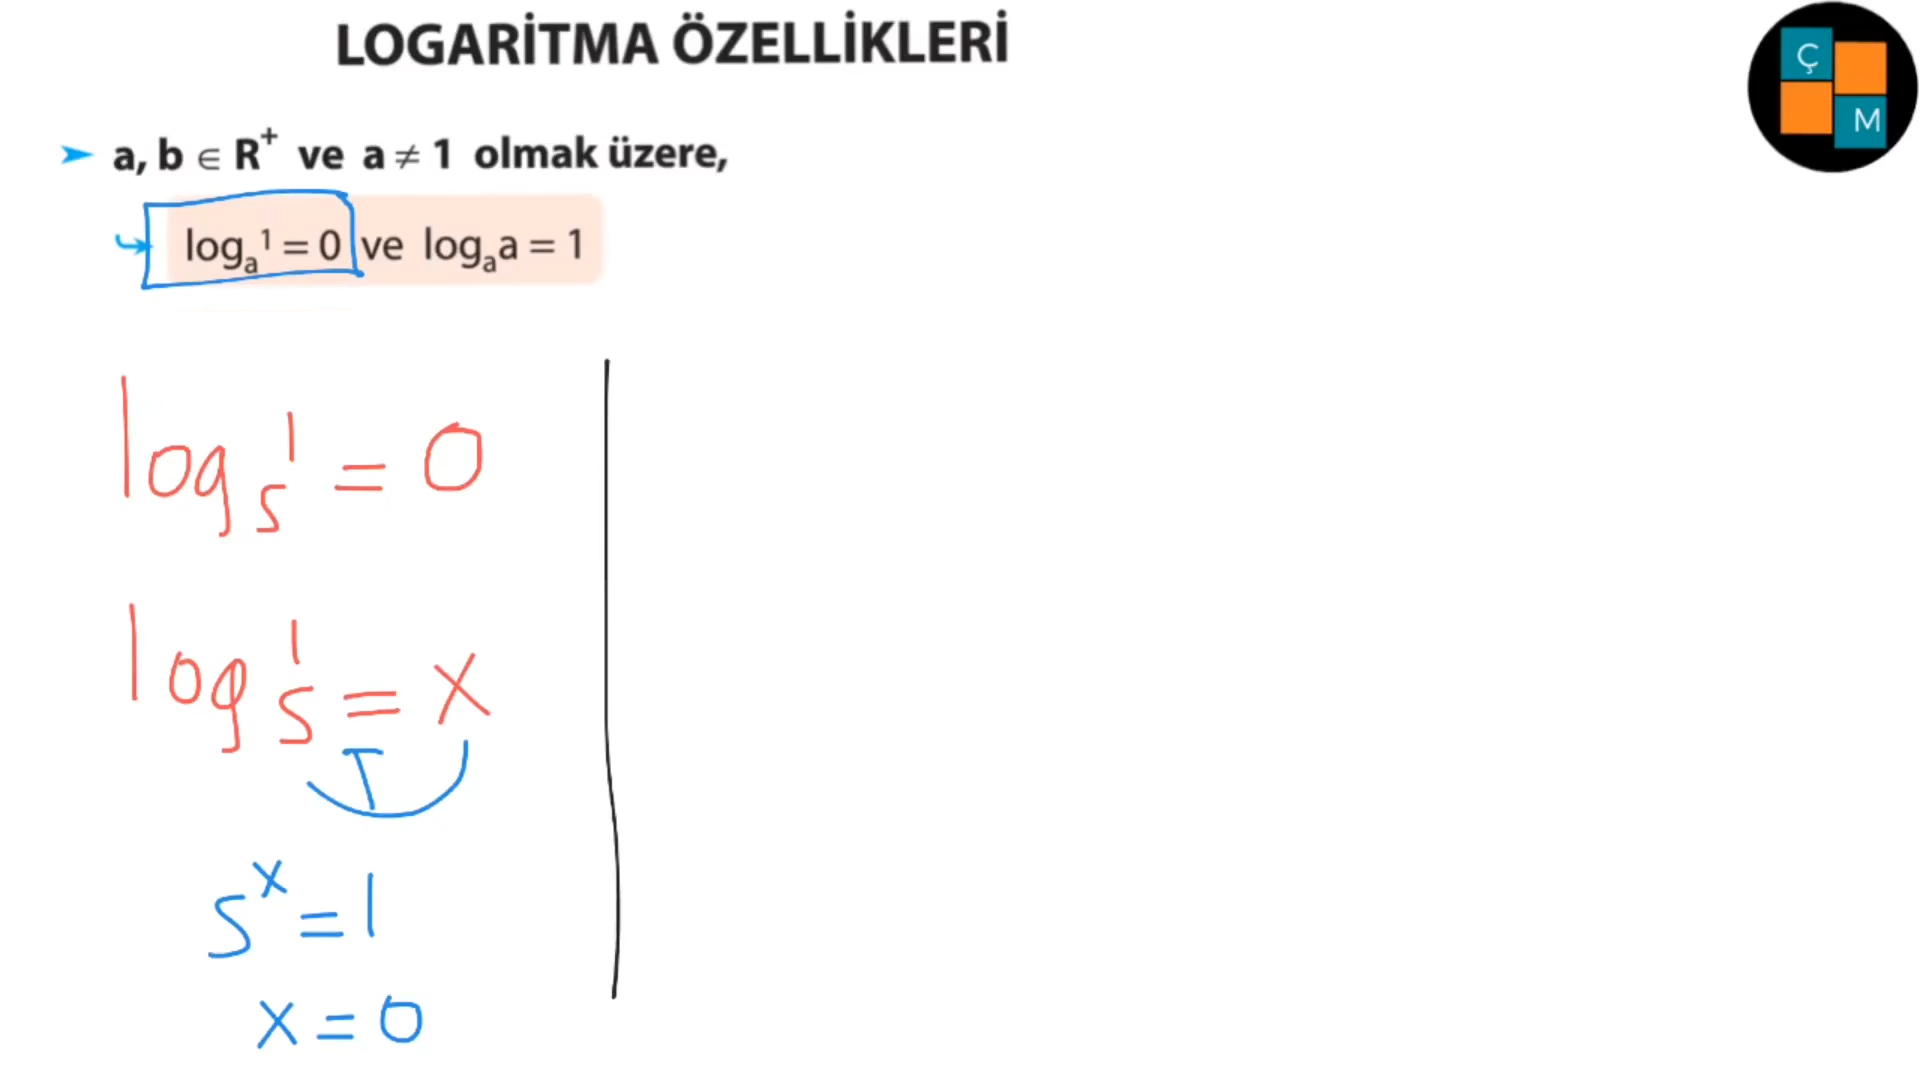 LOGARİTMA ÖZELLİKLERİ
Ç
M
➤ a, b ∈ R⁺ ve a ≠ 1 olmak üzere,
logₐ¹ = 0 ve logₐa = 1
log₅¹ = 0
log₅¹ = x
5ˣ = 1
x = 0